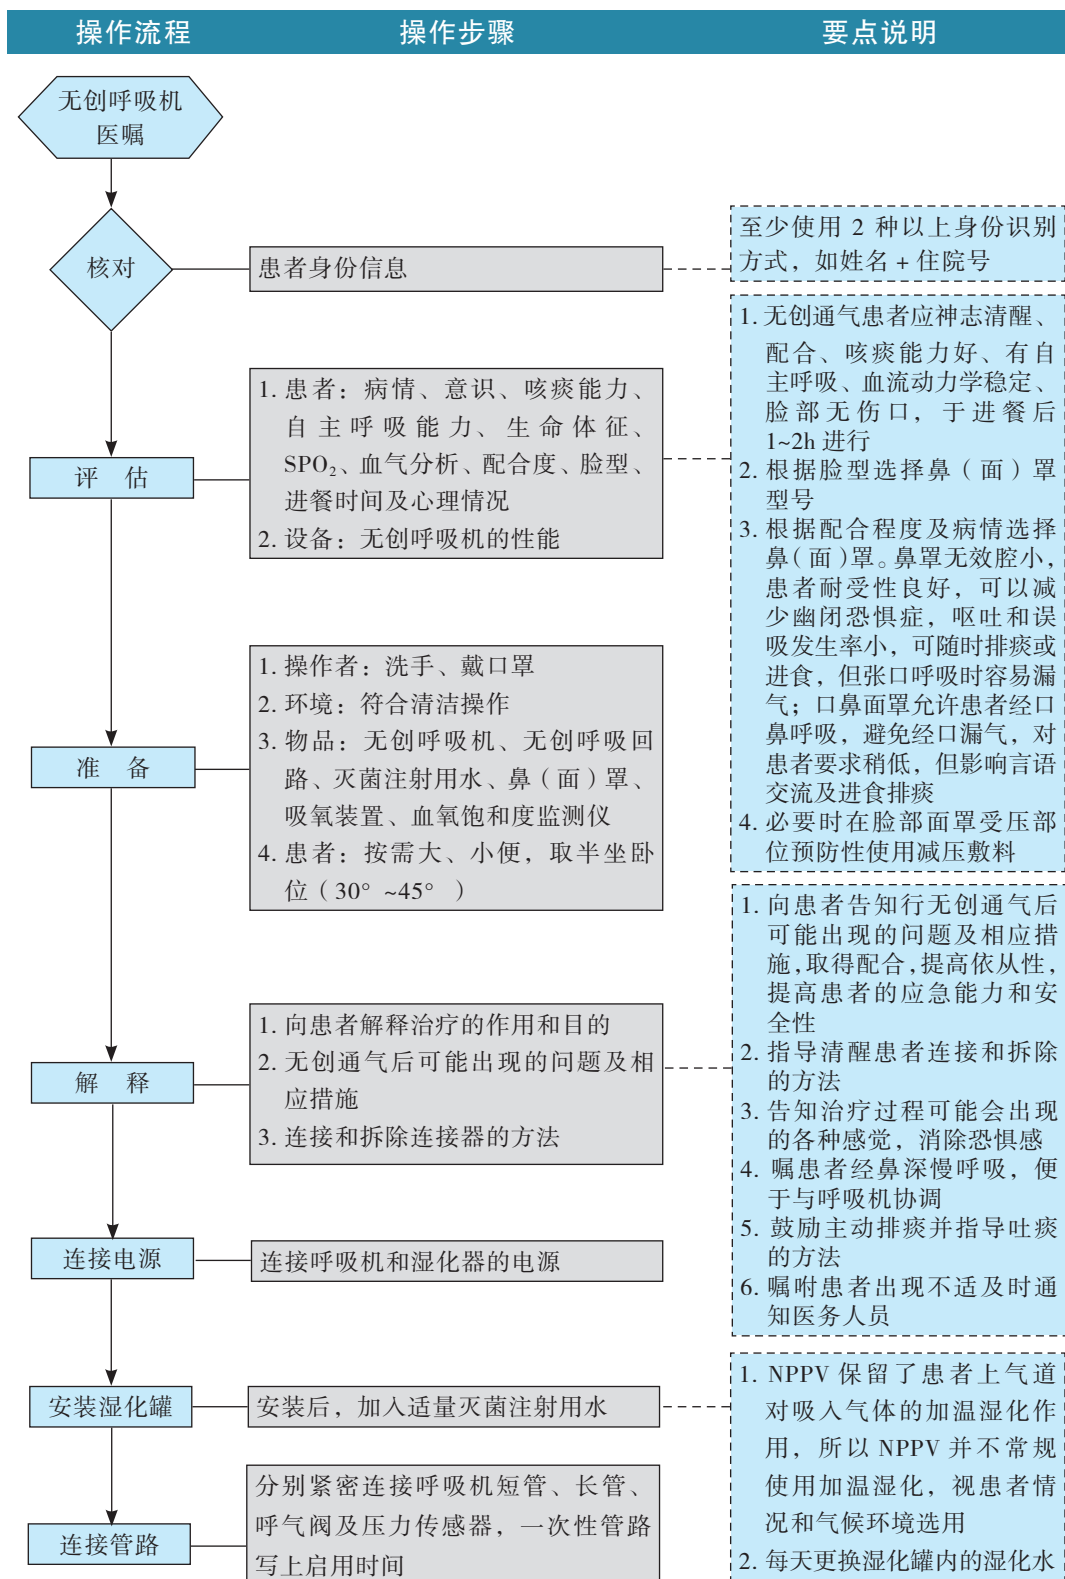 操作流程
操作步骤
要点说明
无创呼吸机
医嘱
核对
患者身份信息
至少使用 2 种以上身份识别
方式，如姓名 + 住院号
评 估
1. 患者：病情、意识、咳痰能力、
自主呼吸能力、生命体征、
SPO₂、血气分析、配合度、脸型、
进餐时间及心理情况
2. 设备：无创呼吸机的性能
1. 无创通气患者应神志清醒、
配合、咳痰能力好、有自
主呼吸、血流动力学稳定、
脸部无伤口，于进餐后
1~2h 进行
2. 根据脸型选择鼻（面）罩
型号
3. 根据配合程度及病情选择
鼻（面）罩。鼻罩无效腔小，
患者耐受性良好，可以减
少幽闭恐惧症，呕吐和误
吸发生率小，可随时排痰或
进食，但张口呼吸时容易漏
气；口鼻面罩允许患者经口
鼻呼吸，避免经口漏气，对
患者要求稍低，但影响言语
交流及进食排痰
4. 必要时在脸部面罩受压部
位预防性使用减压敷料
准 备
1. 操作者：洗手、戴口罩
2. 环境：符合清洁操作
3. 物品：无创呼吸机、无创呼吸回
路、灭菌注射用水、鼻（面）罩、
吸氧装置、血氧饱和度监测仪
4. 患者：按需大、小便，取半坐卧
位（30° ~45° ）
解 释
1. 向患者解释治疗的作用和目的
2. 无创通气后可能出现的问题及相
应措施
3. 连接和拆除连接器的方法
1. 向患者告知行无创通气后
可能出现的问题及相应措
施，取得配合，提高依从性，
提高患者的应急能力和安
全性
2. 指导清醒患者连接和拆除
的方法
3. 告知治疗过程可能会出现
的各种感觉，消除恐惧感
4. 嘱患者经鼻深慢呼吸，便
于与呼吸机协调
5. 鼓励主动排痰并指导吐痰
的方法
6. 嘱咐患者出现不适及时通
知医务人员
连接电源
连接呼吸机和湿化器的电源
安装湿化罐
安装后，加入适量灭菌注射用水
1. NPPV 保留了患者上气道
对吸入气体的加温湿化作
用，所以 NPPV 并不常规
使用加温湿化，视患者情
况和气候环境选用
2. 每天更换湿化罐内的湿化水
连接管路
分别紧密连接呼吸机短管、长管、
呼气阀及压力传感器，一次性管路
写上启用时间